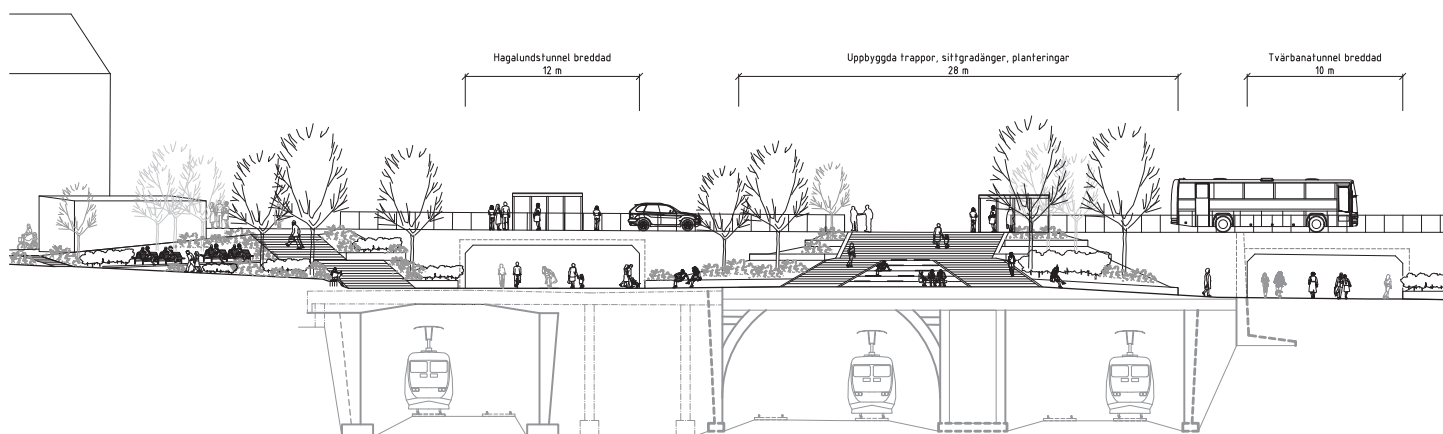 Hagalundstunnel breddad
12 m
Uppbyggda trappor, sittgradänger, planteringar
28 m
Tvärbanatunnel breddad
10 m